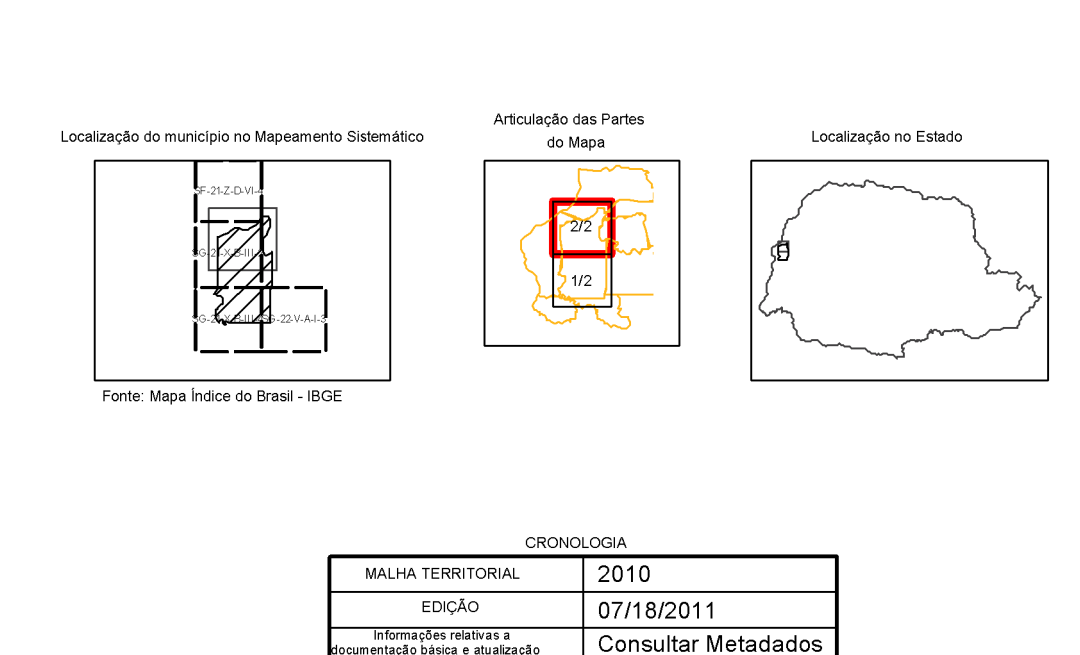 Localização do município no Mapeamento Sistemático
SF-21-Z-D-VI-4
Fonte: Mapa Índice do Brasil - IBGE
Articulação das Partes
do Mapa
2/2
1/2
Localização no Estado
CRONOLOGIA
MALHA TERRITORIAL 2010
EDIÇÃO 07/18/2011
Informações relativas a
documentação básica e atualização
Consultar Metadados